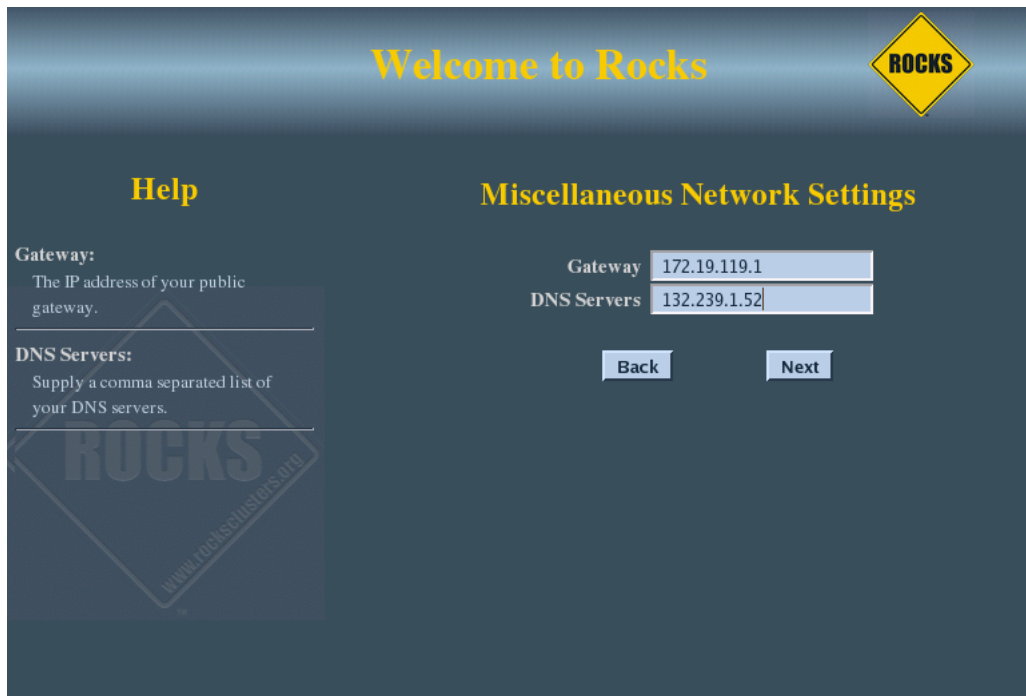 Welcome to Rocks
ROCKS
Help
Gateway:
The IP address of your public
gateway.
DNS Servers:
Supply a comma separated list of
your DNS servers.
ROCKS
www.rocksclusters.org
Miscellaneous Network Settings
Gateway 172.19.119.1
DNS Servers 132.239.1.52
Back Next